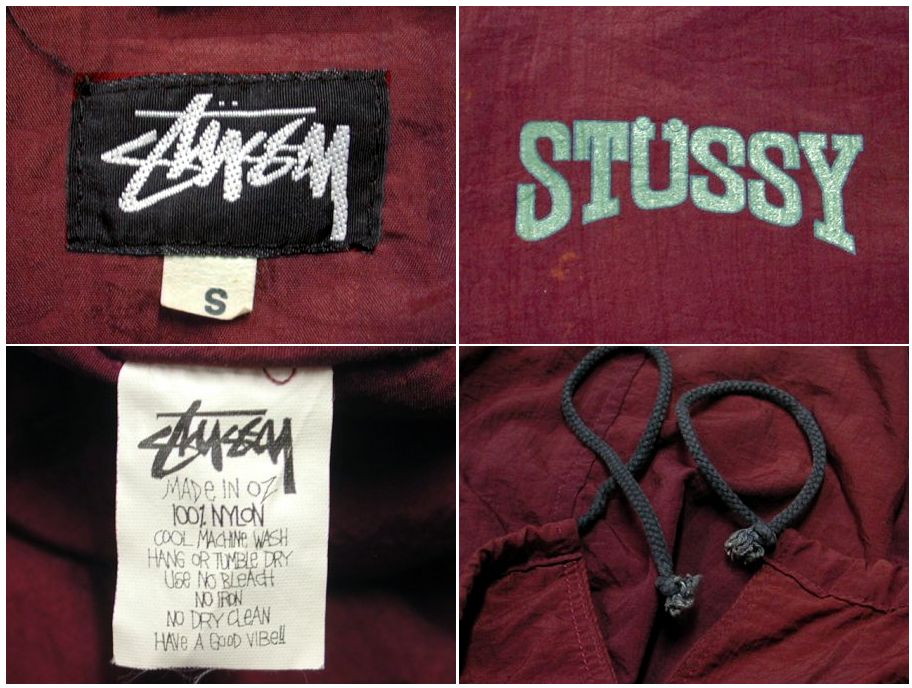 Stüssy
S
STÜSSY
Stussy
MADE IN OZ
100% NYLON
COOL MACHINE WASH
HANG OR TUMBLE DRY
USE NO BLEACH
NO IRON
NO DRY CLEAN
HAVE A GOOD VIBE!!